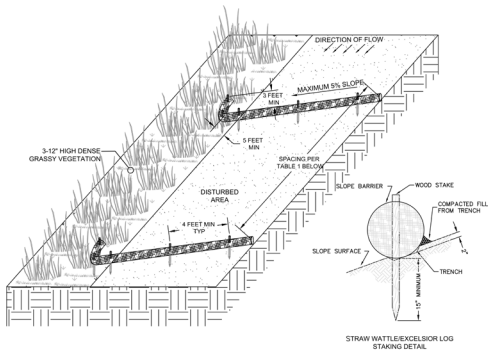 DIRECTION OF FLOW
MAXIMUM 5% SLOPE
3 FEET
MIN
5 FEET
MIN
3-12" HIGH DENSE
GRASSY VEGETATION
SPACING PER
TABLE 1 BELOW
DISTURBED
AREA
4 FEET MIN
TYP
SLOPE BARRIER
WOOD STAKE
COMPACTED FILL
FROM TRENCH
2"
SLOPE SURFACE
TRENCH
15" MINIMUM
STRAW WATTLE/EXCELSIOR LOG
STAKING DETAIL